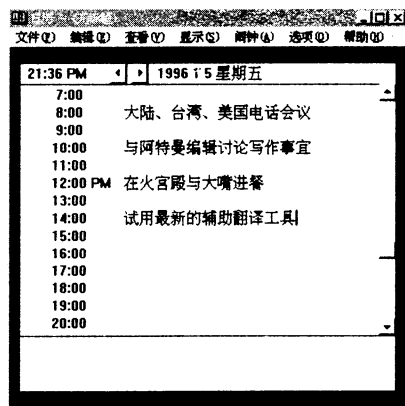 文件(F) 编辑(E) 查看(V) 显示(S) 闹钟(A) 选项(O) 帮助(H)
21:36 PM 1996 1 5 星期五
7:00
8:00 大陆、台湾、美国电话会议
9:00
10:00 与阿特曼编辑讨论写作事宜
11:00
12:00 PM 在火宫殿与大嘴进餐
13:00
14:00 试用最新的辅助翻译工具
15:00
16:00
17:00
18:00
19:00
20:00